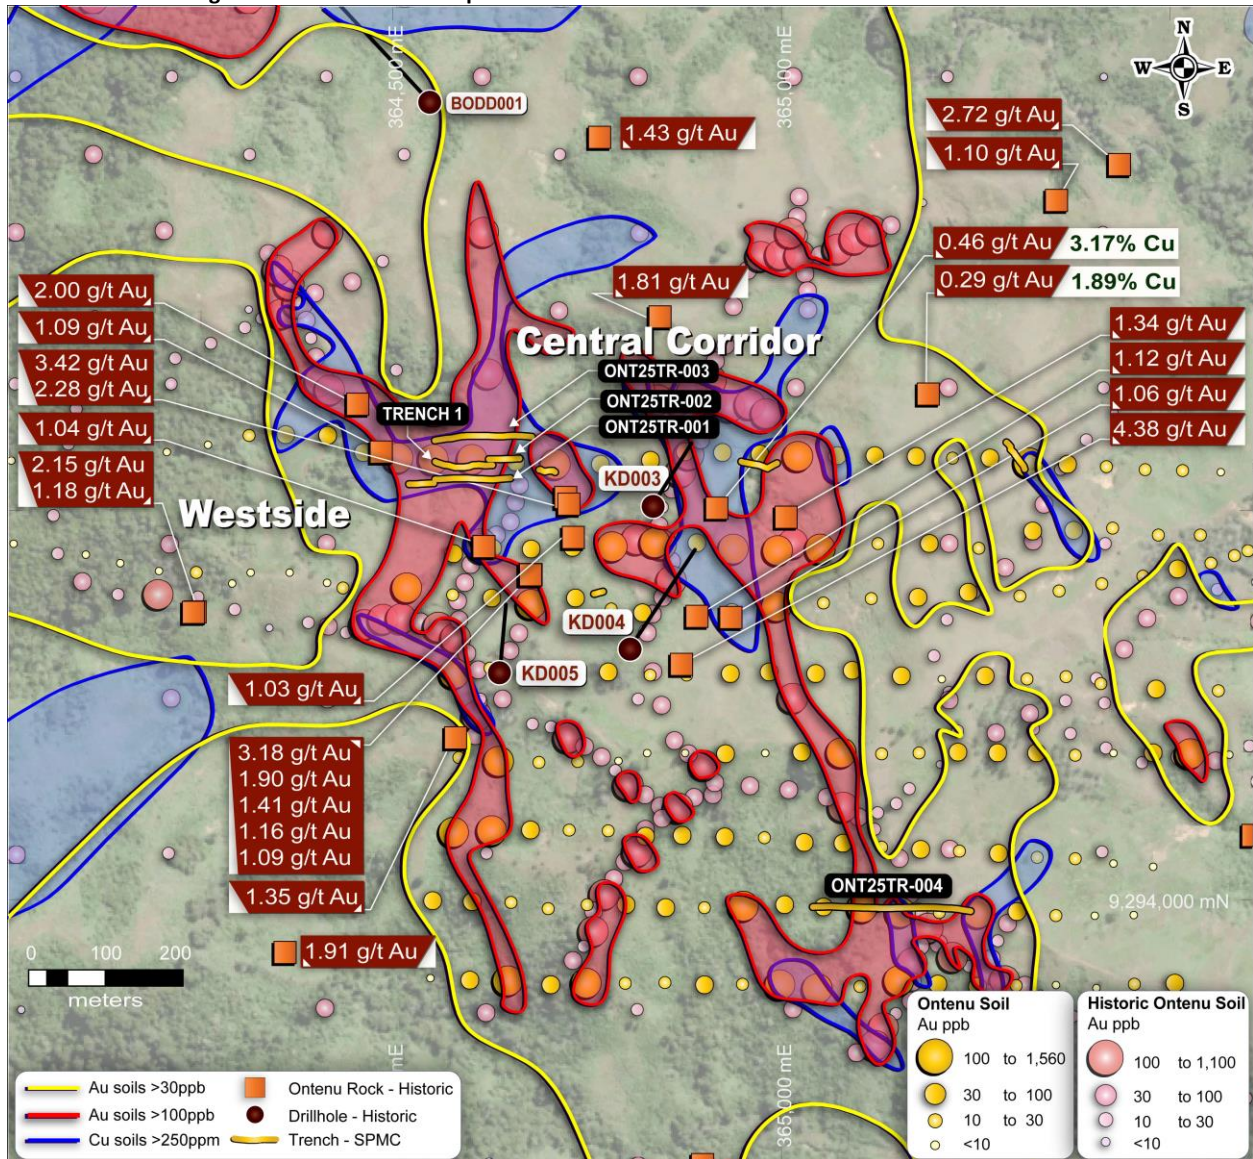 N
W E
S
364,500 mE
365,000 mE
BODD001
1.43 g/t Au
2.72 g/t Au
1.10 g/t Au
0.46 g/t Au 3.17% Cu
0.29 g/t Au 1.89% Cu
1.81 g/t Au
2.00 g/t Au
1.09 g/t Au
3.42 g/t Au
2.28 g/t Au
1.04 g/t Au
2.15 g/t Au
1.18 g/t Au
Central Corridor
ONT25TR-003
ONT25TR-002
ONT25TR-001
TRENCH 1
1.34 g/t Au
1.12 g/t Au
1.06 g/t Au
4.38 g/t Au
KD003
Westside
KD004
KD005
1.03 g/t Au
3.18 g/t Au
1.90 g/t Au
1.41 g/t Au
1.16 g/t Au
1.09 g/t Au
1.35 g/t Au
1.91 g/t Au
ONT25TR-004
9,294,000 mN
0 100 200
meters
mE
365,000 mE
Au soils >30ppb
Au soils >100ppb
Cu soils >250ppm
Ontenu Rock - Historic
Drillhole - Historic
Trench - SPMC
Ontenu Soil
Au ppb
100 to 1,560
30 to 100
10 to 30
<10
Historic Ontenu Soil
Au ppb
100 to 1,100
30 to 100
10 to 30
<10